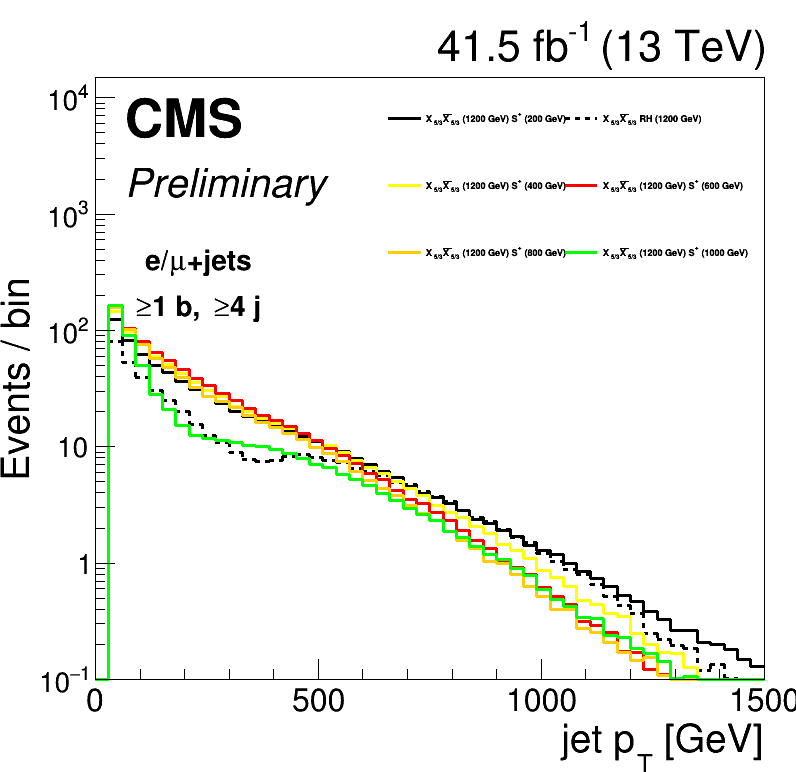 41.5 fb⁻¹ (13 TeV)
CMS
Preliminary
e/μ+jets
≥1 b, ≥4 j
X₅/₃X̅₅/₃ (1200 GeV) S⁺ (200 GeV)
X₅/₃X̅₅/₃ RH (1200 GeV)
X₅/₃X̅₅/₃ (1200 GeV) S⁺ (400 GeV)
X₅/₃X̅₅/₃ (1200 GeV) S⁺ (600 GeV)
X₅/₃X̅₅/₃ (1200 GeV) S⁺ (800 GeV)
X₅/₃X̅₅/₃ (1200 GeV) S⁺ (1000 GeV)
Events / bin
10⁴
10³
10²
10
1
10⁻¹
0 500 1000 1500
jet p_T [GeV]